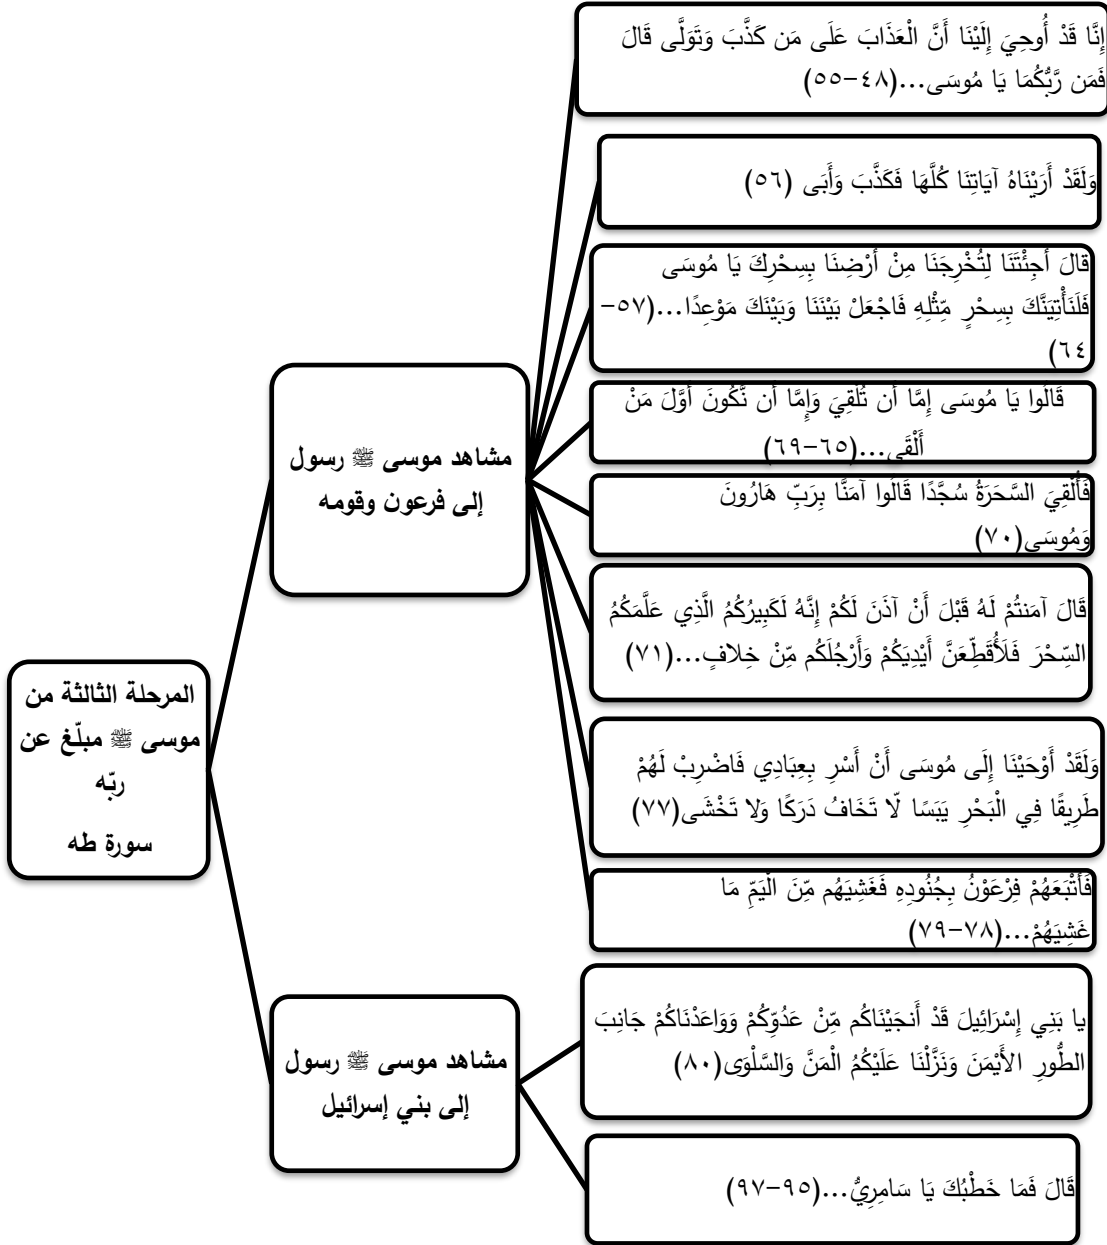 المرحلة الثالثة من
موسى ﷺ مبلّغ عن
ربّه
سورة طه
مشاهد موسى ﷺ رسول
إلى فرعون وقومه
إِنَّا قَدْ أُوحِيَ إِلَيْنَا أَنَّ الْعَذَابَ عَلَى مَن كَذَّبَ وَتَوَلَّى قَالَ
فَمَن رَّبُّكُمَا يَا مُوسَى...(٤٨-٥٥)
وَلَقَدْ أَرَيْنَاهُ آيَاتِنَا كُلَّهَا فَكَذَّبَ وَأَبَى (٥٦)
قَالَ أَجِئْتَنَا لِتُخْرِجَنَا مِنْ أَرْضِنَا بِسِحْرِكَ يَا مُوسَى
فَلَنَأْتِيَنَّكَ بِسِحْرٍ مِّثْلِهِ فَاجْعَلْ بَيْنَنَا وَبَيْنَكَ مَوْعِدًا...(٥٧-
٦٤)
قَالُوا يَا مُوسَى إِمَّا أَن تُلْقِيَ وَإِمَّا أَن نَّكُونَ أَوَّلَ مَنْ
أَلْقَى...(٦٥-٦٩)
فَأُلْقِيَ السَّحَرَةُ سُجَّدًا قَالُوا آمَنَّا بِرَبِّ هَارُونَ
وَمُوسَى(٧٠)
قَالَ آمَنتُمْ لَهُ قَبْلَ أَنْ آذَنَ لَكُمْ إِنَّهُ لَكَبِيرُكُمُ الَّذِي عَلَّمَكُمُ
السِّحْرَ فَلَأُقَطِّعَنَّ أَيْدِيَكُمْ وَأَرْجُلَكُم مِّنْ خِلافٍ...(٧١)
وَلَقَدْ أَوْحَيْنَا إِلَى مُوسَى أَنْ أَسْرِ بِعِبَادِي فَاضْرِبْ لَهُمْ
طَرِيقًا فِي الْبَحْرِ يَبَسًا لّا تَخَافُ دَرَكًا وَلا تَخْشَى(٧٧)
فَأَتْبَعَهُمْ فِرْعَوْنُ بِجُنُودِهِ فَغَشِيَهُم مِّنَ الْيَمِّ مَا
غَشِيَهُمْ...(٧٨-٧٩)
مشاهد موسى ﷺ رسول
إلى بني إسرائيل
يا بَنِي إِسْرَائِيلَ قَدْ أَنجَيْنَاكُم مِّنْ عَدُوِّكُمْ وَوَاعَدْنَاكُمْ جَانِبَ
الطُّورِ الأَيْمَنَ وَنَزَّلْنَا عَلَيْكُمُ الْمَنَّ وَالسَّلْوَى(٨٠)
قَالَ فَمَا خَطْبُكَ يَا سَامِرِيُّ...(٩٥-٩٧)